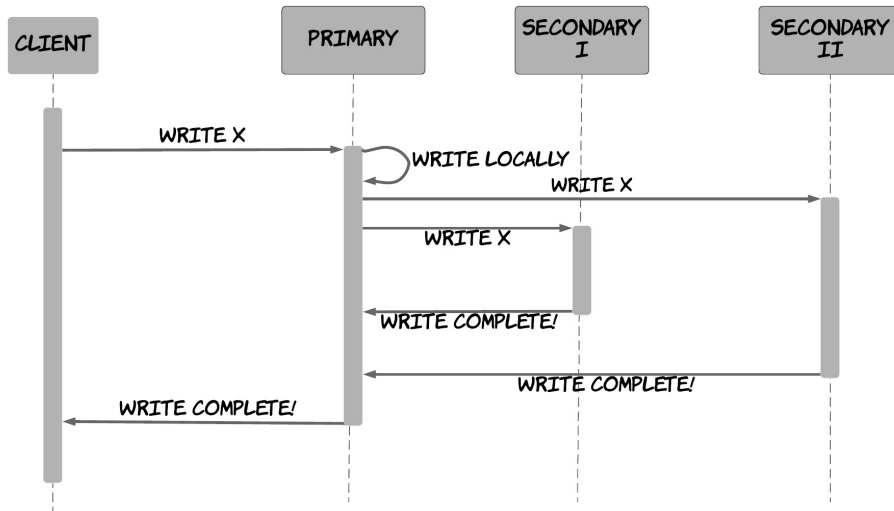 CLIENT
PRIMARY
SECONDARY
I
SECONDARY
II
WRITE X
WRITE LOCALLY
WRITE X
WRITE X
WRITE COMPLETE!
WRITE COMPLETE!
WRITE COMPLETE!